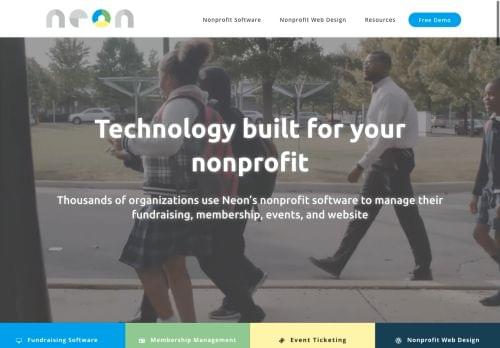 neon
Nonprofit Software
Nonprofit Web Design
Resources
Free Demo
Technology built for your
nonprofit
Thousands of organizations use Neon's nonprofit software to manage their
fundraising, membership, events, and website
Fundraising Software
Membership Management
Event Ticketing
Nonprofit Web Design